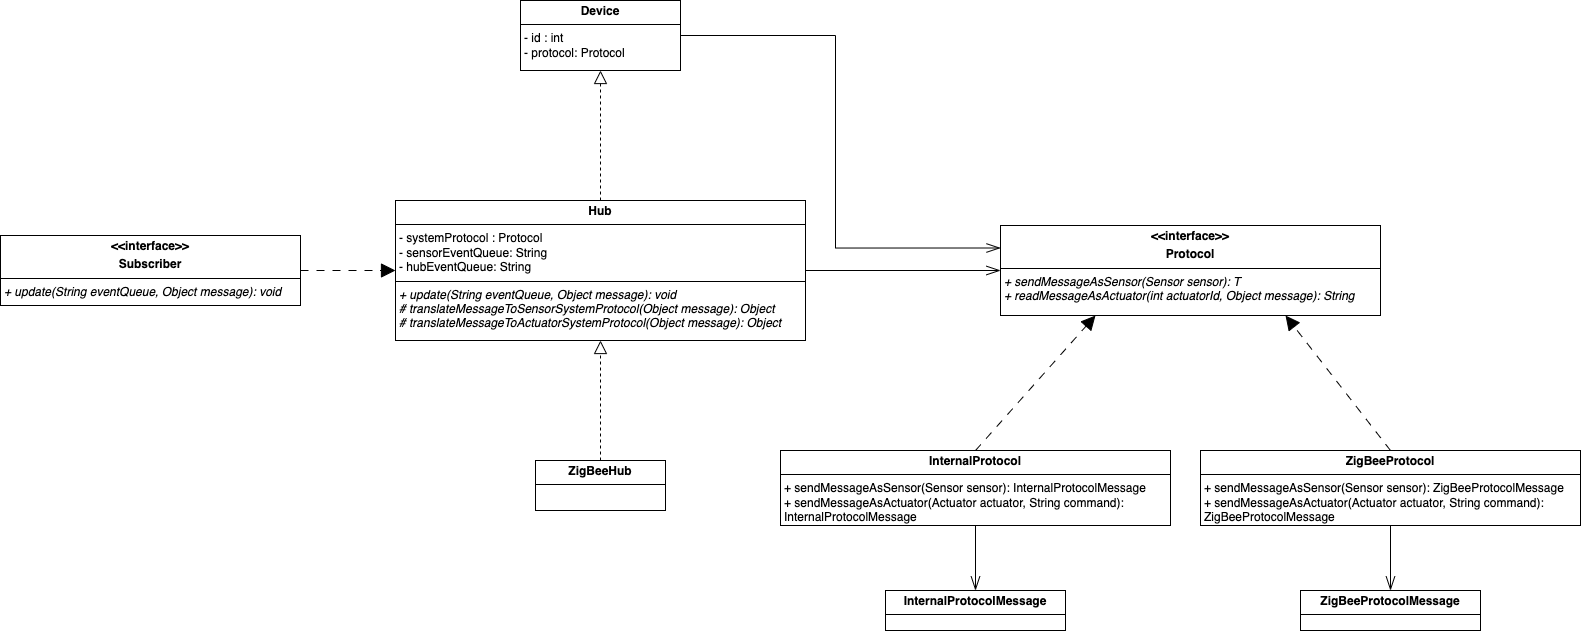 Device
- id : int
- protocol: Protocol
Hub
- systemProtocol : Protocol
- sensorEventQueue: String
- hubEventQueue: String
+ update(String eventQueue, Object message): void
# translateMessageToSensorSystemProtocol(Object message): Object
# translateMessageToActuatorSystemProtocol(Object message): Object
<<interface>>
Subscriber
+ update(String eventQueue, Object message): void
<<interface>>
Protocol
+ sendMessageAsSensor(Sensor sensor): T
+ readMessageAsActuator(int actuatorId, Object message): String
ZigBeeHub
InternalProtocol
+ sendMessageAsSensor(Sensor sensor): InternalProtocolMessage
+ sendMessageAsActuator(Actuator actuator, String command):
InternalProtocolMessage
ZigBeeProtocol
+ sendMessageAsSensor(Sensor sensor): ZigBeeProtocolMessage
+ sendMessageAsActuator(Actuator actuator, String command):
ZigBeeProtocolMessage
InternalProtocolMessage
ZigBeeProtocolMessage